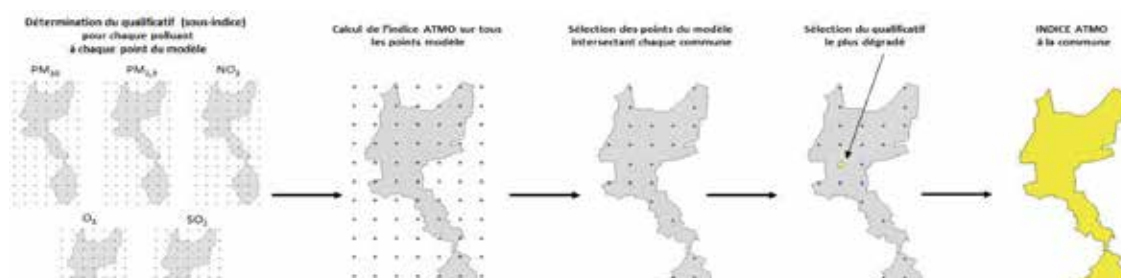 Détermination du qualificatif (sous-indice)
pour chaque polluant
à chaque point du modèle
PM₁₀ PM₂,₅ NO₂
O₃ SO₂
Calcul de l'indice ATMO sur tous
les points modèle
Sélection des points du modèle
intersectant chaque commune
Sélection du qualificatif
le plus dégradé
INDICE ATMO
à la commune